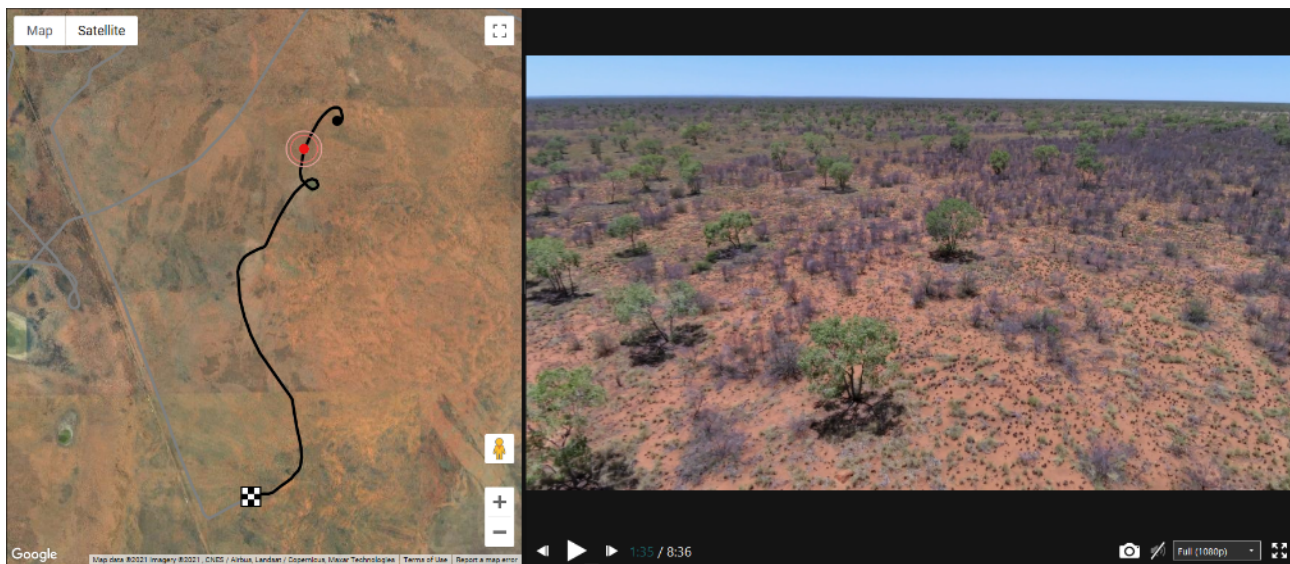 Map Satellite
+
−
Google
Map data ©2021 Imagery ©2021 , CNES / Airbus, Landsat / Copernicus, Maxar Technologies Terms of Use Report a map error
1:35 / 8:36
Full (1080p)